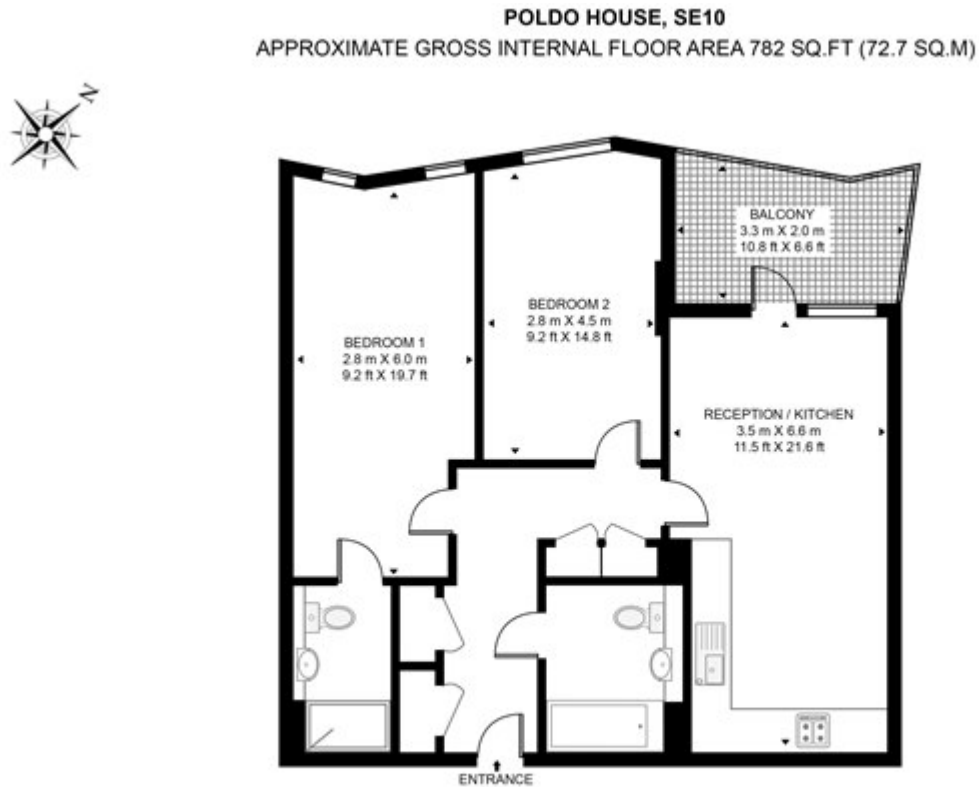 POLDO HOUSE, SE10
APPROXIMATE GROSS INTERNAL FLOOR AREA 782 SQ.FT (72.7 SQ.M)
N
BALCONY
3.3 m X 2.0 m
10.8 ft X 6.6 ft
BEDROOM 2
2.8 m X 4.5 m
9.2 ft X 14.8 ft
BEDROOM 1
2.8 m X 6.0 m
9.2 ft X 19.7 ft
RECEPTION / KITCHEN
3.5 m X 6.6 m
11.5 ft X 21.6 ft
ENTRANCE